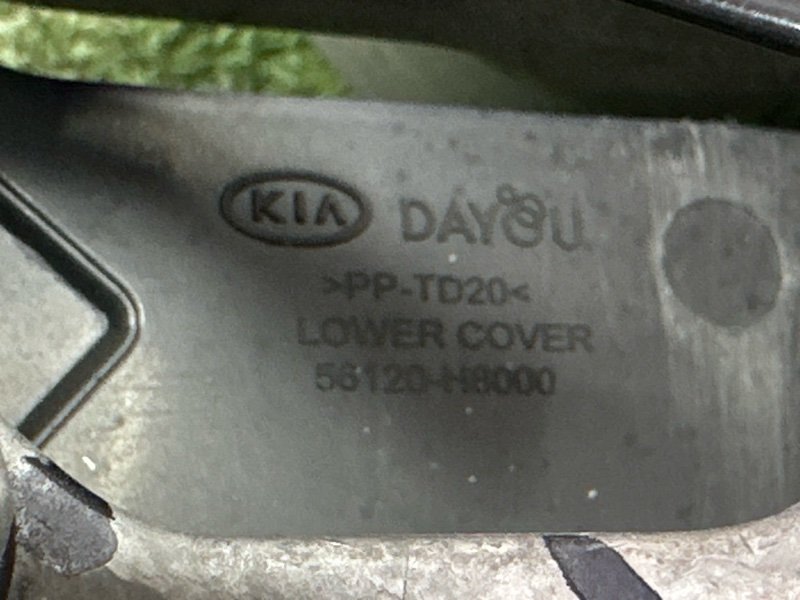 KIA DAYOU
>PP-TD20<
LOWER COVER
56120-H8000